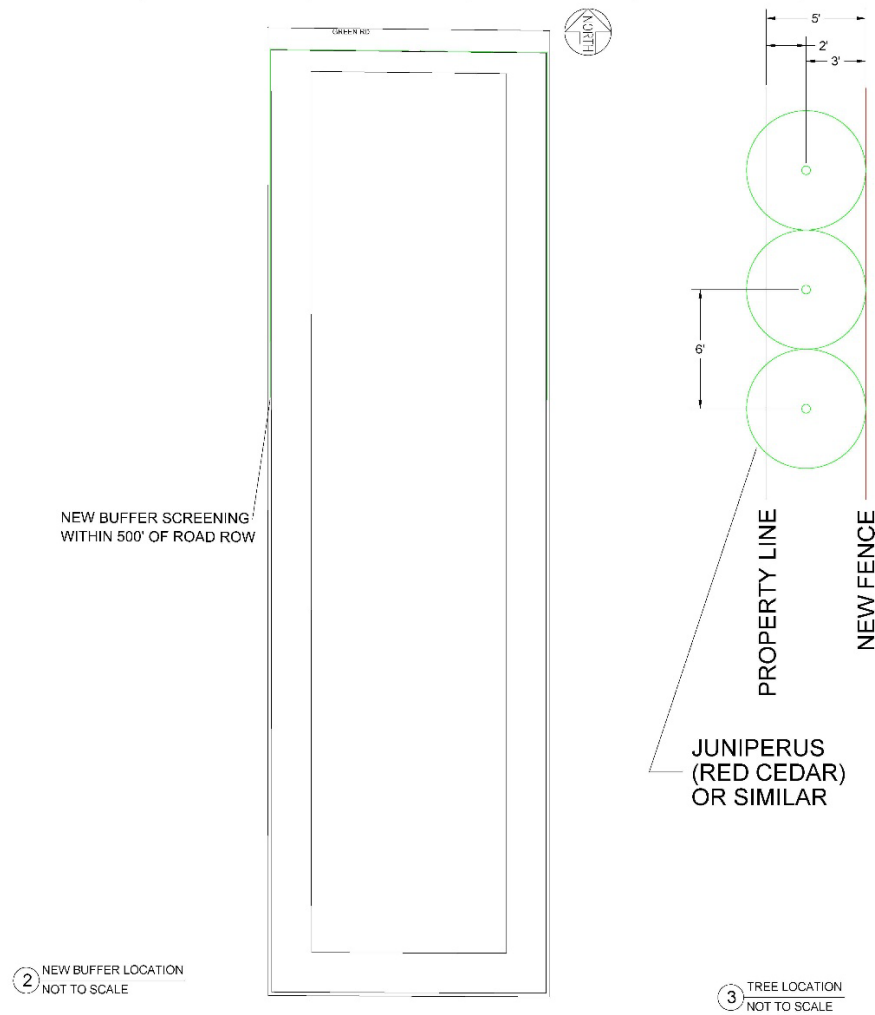 GREEN RD
NORTH
NEW BUFFER SCREENING
WITHIN 500' OF ROAD ROW
2
NEW BUFFER LOCATION
NOT TO SCALE
5'
2'
3'
6'
PROPERTY LINE
NEW FENCE
JUNIPERUS
(RED CEDAR)
OR SIMILAR
3
TREE LOCATION
NOT TO SCALE